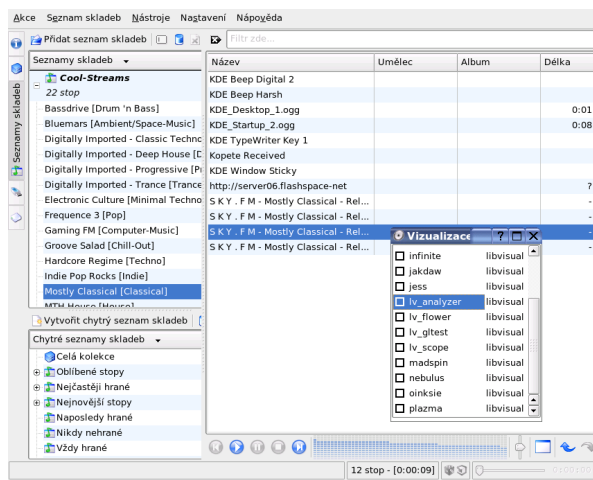 Akce Seznam skladeb Nástroje Nastavení Nápověda
Přidat seznam skladeb
Filtr zde...
Seznamy skladeb
Seznamy skladeb
Cool-Streams
22 stop
Bassdrive [Drum 'n Bass]
Bluemars [Ambient/Space-Music]
Digitally Imported - Classic Techno
Digitally Imported - Deep House [D
Digitally Imported - Progressive [P
Digitally Imported - Trance [Trance
Electronic Culture [Minimal Techno
Frequence 3 [Pop]
Gaming FM [Computer-Music]
Groove Salad [Chill-Out]
Hardcore Regime [Techno]
Indie Pop Rocks [Indie]
Mostly Classical [Classical]
MTH House [House]
Vytvořit chytrý seznam skladeb
Chytré seznamy skladeb
Celá kolekce
Oblíbené stopy
Nejčastěji hrané
Nejnovější stopy
Naposledy hrané
Nikdy nehrané
Vždy hrané
Název Umělec Album Délka
KDE Beep Digital 2
KDE Beep Harsh
KDE_Desktop_1.ogg 0:01
KDE_Startup_2.ogg 0:08
KDE TypeWriter Key 1
Kopete Received
KDE Window Sticky
http://server06.flashspace-net ?
S K Y . F M - Mostly Classical - Rel... -
S K Y . F M - Mostly Classical - Rel... -
S K Y . F M - Mostly Classical - Rel... -
S K Y . F M - Mostly Classical - Rel... -
Vizualizace ? X
infinite libvisual
jakdaw libvisual
jess libvisual
lv_analyzer libvisual
lv_flower libvisual
lv_gltest libvisual
lv_scope libvisual
madspin libvisual
nebulus libvisual
oinksie libvisual
plazma libvisual
12 stop - [0:00:09]
0:00:00